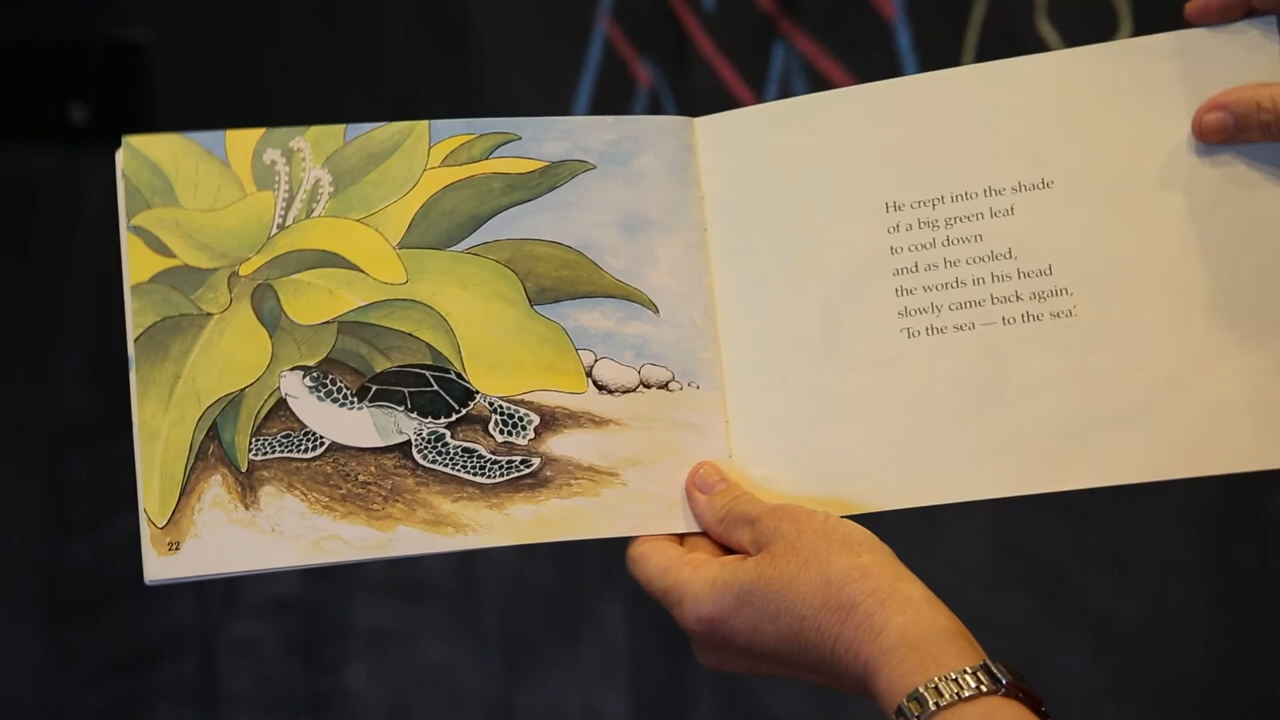 22
He crept into the shade
of a big green leaf
to cool down
and as he cooled,
the words in his head
slowly came back again,
'To the sea — to the sea'.